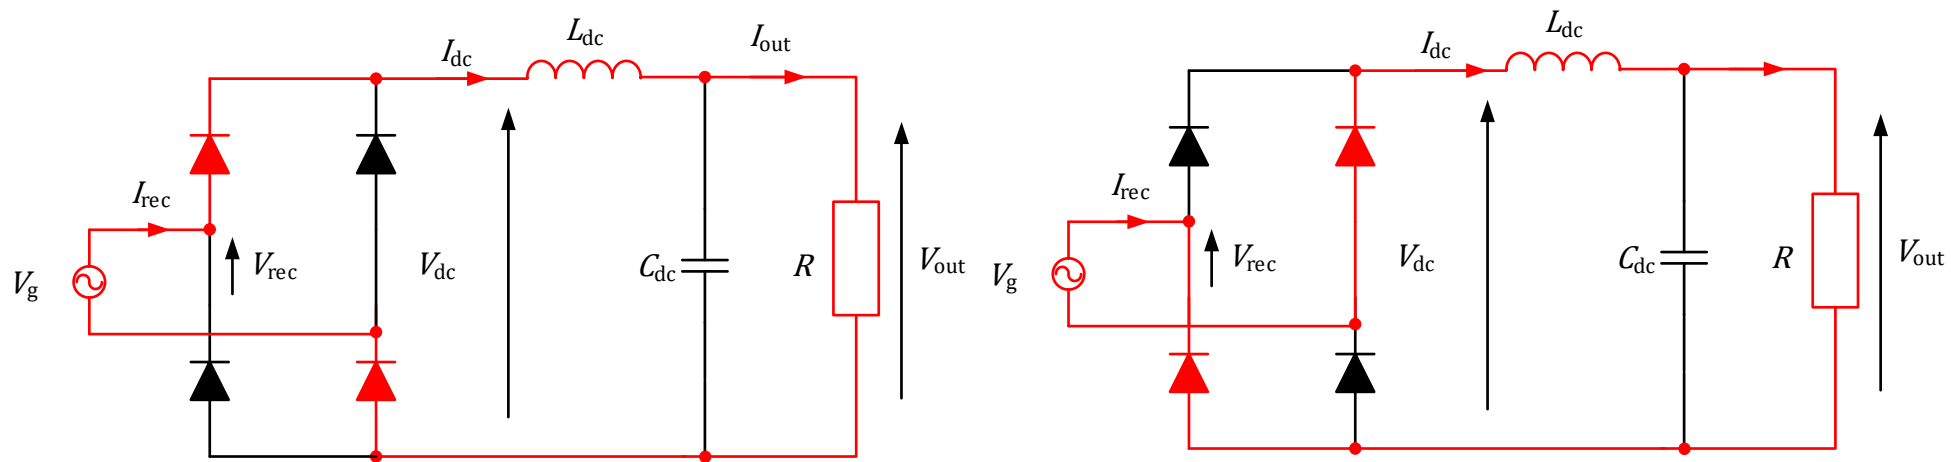 I_dc
L_dc
I_out
I_rec
V_g
V_rec
V_dc
C_dc
R
V_out
I_dc
L_dc
I_rec
V_g
V_rec
V_dc
C_dc
R
V_out